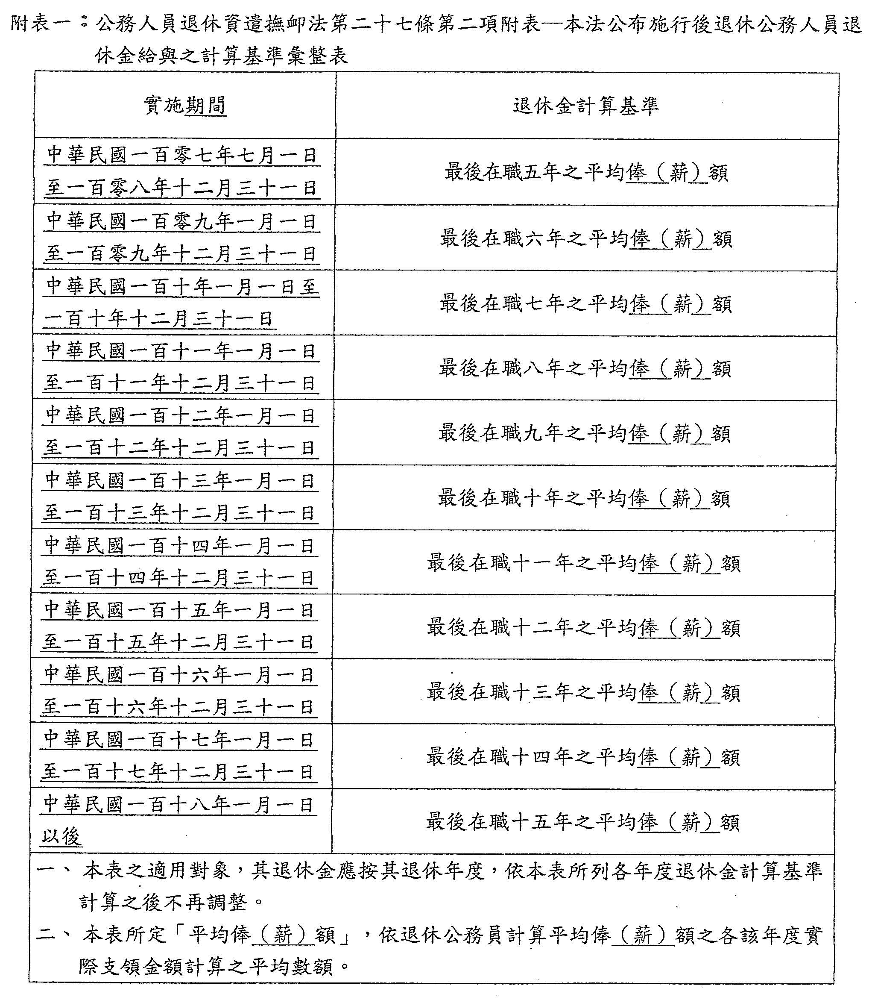 附表一：公務人員退休資遣撫卹法第二十七條第二項附表—本法公布施行後退休公務人員退
休金給與之計算基準彙整表
實施期間
退休金計算基準
中華民國一百零七年七月一日
至一百零八年十二月三十一日
最後在職五年之平均俸（薪）額
中華民國一百零九年一月一日
至一百零九年十二月三十一日
最後在職六年之平均俸（薪）額
中華民國一百十年一月一日至
一百十年十二月三十一日
最後在職七年之平均俸（薪）額
中華民國一百十一年一月一日
至一百十一年十二月三十一日
最後在職八年之平均俸（薪）額
中華民國一百十二年一月一日
至一百十二年十二月三十一日
最後在職九年之平均俸（薪）額
中華民國一百十三年一月一日
至一百十三年十二月三十一日
最後在職十年之平均俸（薪）額
中華民國一百十四年一月一日
至一百十四年十二月三十一日
最後在職十一年之平均俸（薪）額
中華民國一百十五年一月一日
至一百十五年十二月三十一日
最後在職十二年之平均俸（薪）額
中華民國一百十六年一月一日
至一百十六年十二月三十一日
最後在職十三年之平均俸（薪）額
中華民國一百十七年一月一日
至一百十七年十二月三十一日
最後在職十四年之平均俸（薪）額
中華民國一百十八年一月一日
以後
最後在職十五年之平均俸（薪）額
一、本表之適用對象，其退休金應按其退休年度，依本表所列各年度退休金計算基準
計算之後不再調整。
二、本表所定「平均俸（薪）額」，依退休公務員計算平均俸（薪）額之各該年度實
際支領金額計算之平均數額。